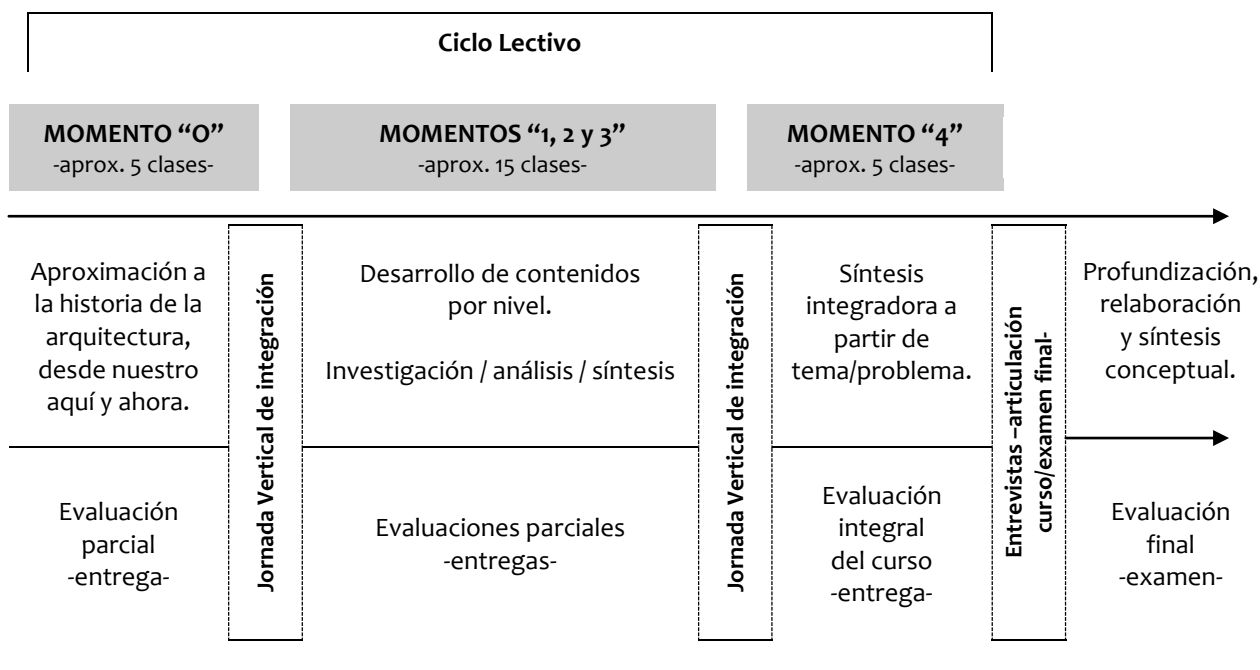 Ciclo Lectivo
MOMENTO “0”
-aprox. 5 clases-
MOMENTOS “1, 2 y 3”
-aprox. 15 clases-
MOMENTO “4”
-aprox. 5 clases-
Aproximación a
la historia de la
arquitectura,
desde nuestro
aquí y ahora.
Jornada Vertical de integración
Desarrollo de contenidos
por nivel.
Investigación / análisis / síntesis
Jornada Vertical de integración
Síntesis
integradora a
partir de
tema/problema.
Entrevistas –articulación
curso/examen final-
Profundización,
relaboración
y síntesis
conceptual.
Evaluación
parcial
-entrega-
Evaluaciones parciales
-entregas-
Evaluación
integral
del curso
-entrega-
Evaluación
final
-examen-